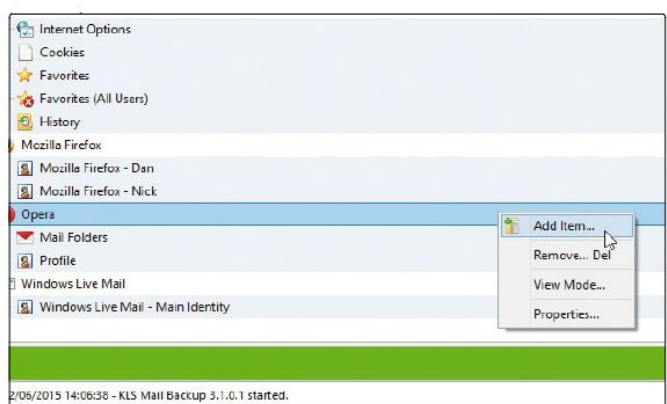 Internet Options
Cookies
Favorites
Favorites (All Users)
History
Mozilla Firefox
Mozilla Firefox - Dan
Mozilla Firefox - Nick
Opera
Mail Folders
Profile
Windows Live Mail
Windows Live Mail - Main Identity
Add Item...
Remove... Del
View Mode...
Properties...
2/06/2015 14:06:38 - KLS Mail Backup 3.1.0.1 started.